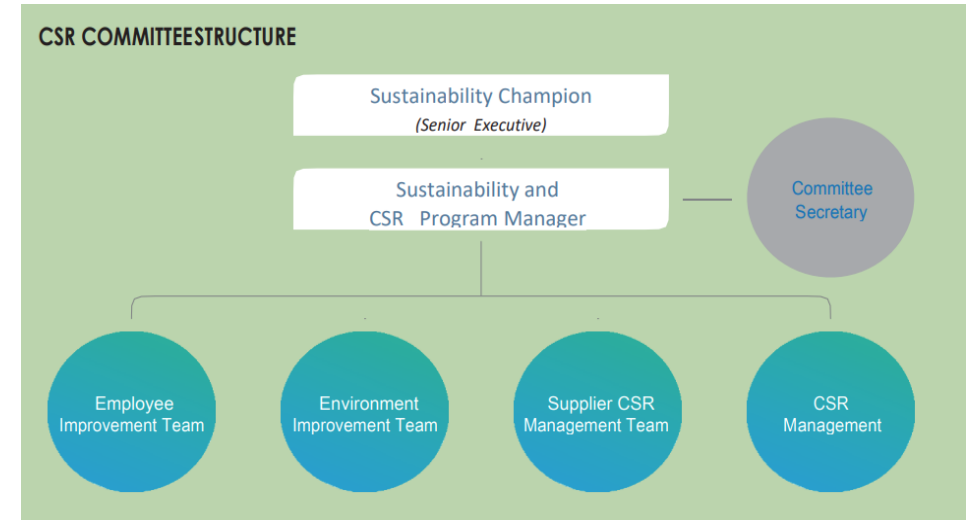 CSR COMMITTEESTRUCTURE
Sustainability Champion
(Senior Executive)
Sustainability and
CSR Program Manager
Committee
Secretary
Employee
Improvement Team
Environment
Improvement Team
Supplier CSR
Management Team
CSR
Management